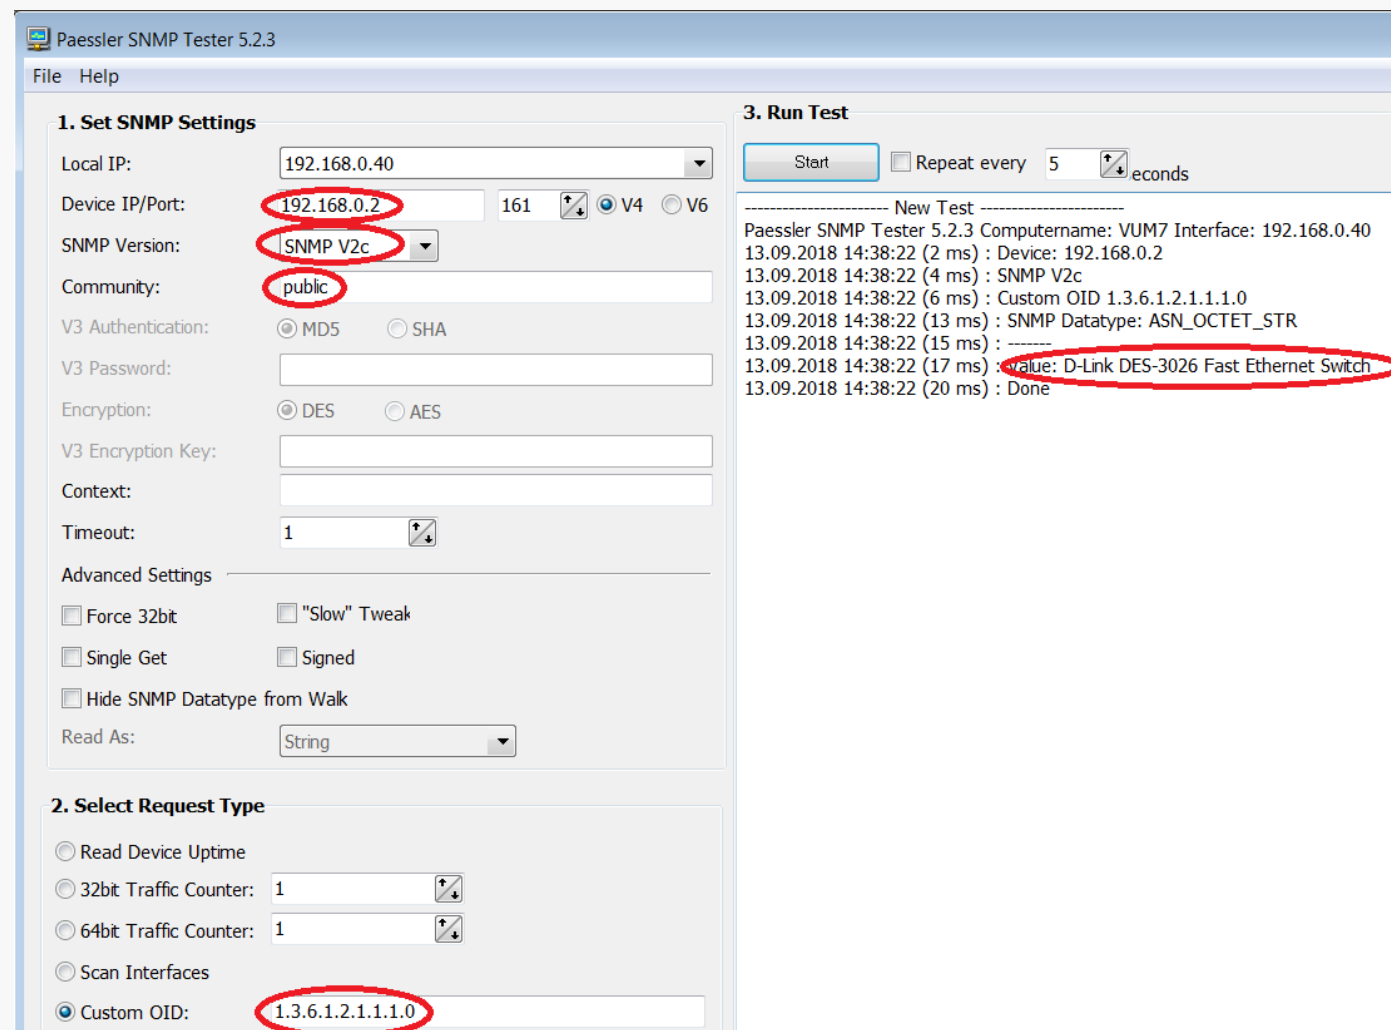 Paessler SNMP Tester 5.2.3
File Help
1. Set SNMP Settings
Local IP: 192.168.0.40
Device IP/Port: 192.168.0.2 161 V4 V6
SNMP Version: SNMP V2c
Community: public
V3 Authentication: MD5 SHA
V3 Password:
Encryption: DES AES
V3 Encryption Key:
Context:
Timeout: 1
Advanced Settings
Force 32bit "Slow" Tweak
Single Get Signed
Hide SNMP Datatype from Walk
Read As: String
2. Select Request Type
Read Device Uptime
32bit Traffic Counter: 1
64bit Traffic Counter: 1
Scan Interfaces
Custom OID: 1.3.6.1.2.1.1.1.0
3. Run Test
Start Repeat every 5 econds
----------------------- New Test -----------------------
Paessler SNMP Tester 5.2.3 Computername: VUM7 Interface: 192.168.0.40
13.09.2018 14:38:22 (2 ms) : Device: 192.168.0.2
13.09.2018 14:38:22 (4 ms) : SNMP V2c
13.09.2018 14:38:22 (6 ms) : Custom OID 1.3.6.1.2.1.1.1.0
13.09.2018 14:38:22 (13 ms) : SNMP Datatype: ASN_OCTET_STR
13.09.2018 14:38:22 (15 ms) : -------
13.09.2018 14:38:22 (17 ms) : Value: D-Link DES-3026 Fast Ethernet Switch
13.09.2018 14:38:22 (20 ms) : Done